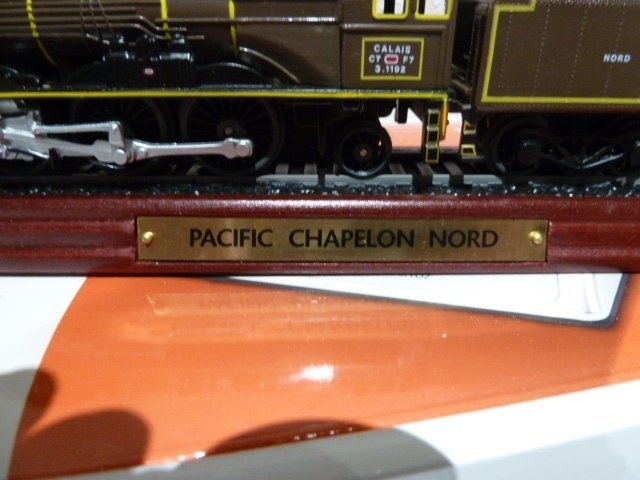 CALAIS
C7 F7
3.1192
NORD
PACIFIC CHAPELON NORD